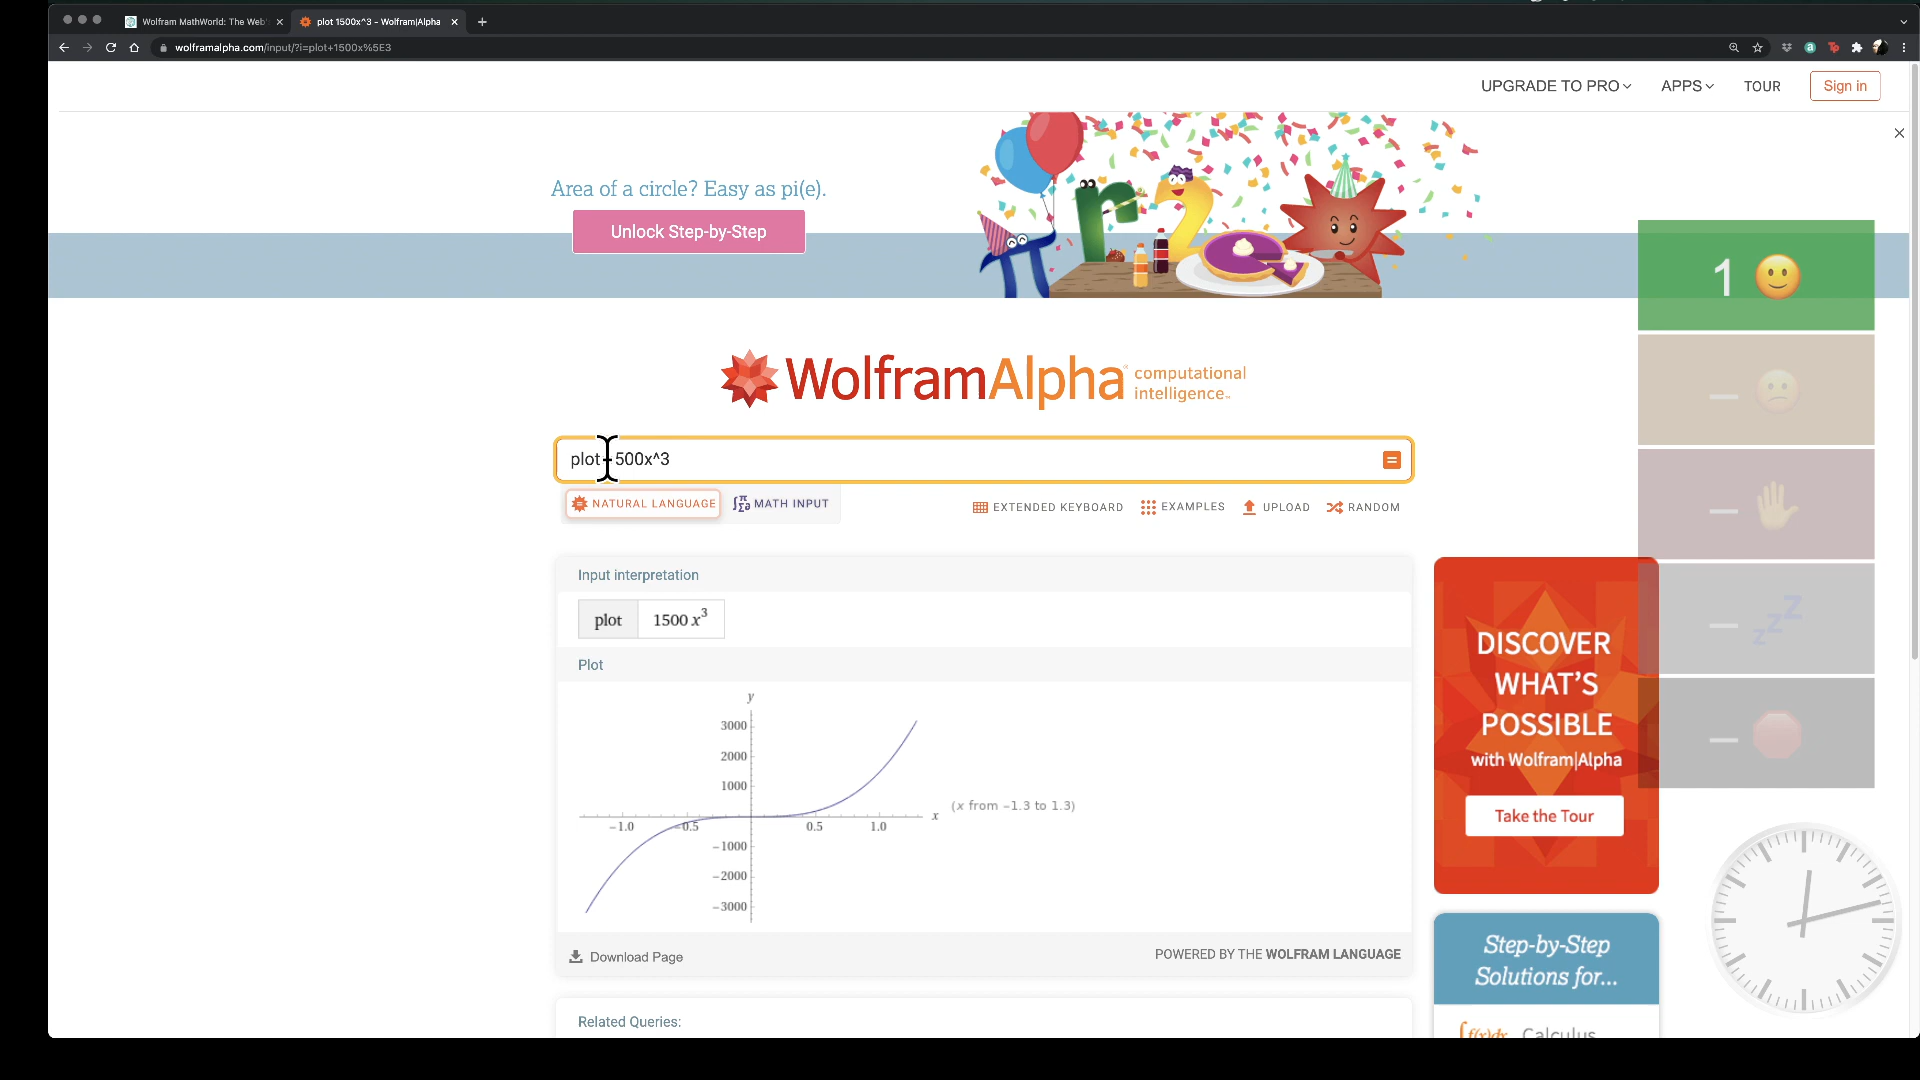 Wolfram MathWorld: The Web's
plot 1500x^3 - Wolfram|Alpha
wolframalpha.com/input/?i=plot+1500x%5E3
UPGRADE TO PRO
APPS
TOUR
Sign in
Area of a circle? Easy as pi(e).
Unlock Step-by-Step
π r 2
1
WolframAlpha computational intelligence™
plot 500x^3
NATURAL LANGUAGE
MATH INPUT
EXTENDED KEYBOARD
EXAMPLES
UPLOAD
RANDOM
Input interpretation
plot 1500 x^3
Plot
y
3000
2000
1000
-1.0 -0.5 0.5 1.0 x
(x from -1.3 to 1.3)
-1000
-2000
-3000
Download Page
POWERED BY THE WOLFRAM LANGUAGE
Related Queries:
DISCOVER
WHAT'S
POSSIBLE
with Wolfram|Alpha
Take the Tour
Step-by-Step
Solutions for...
∫f(x)dx Calculus